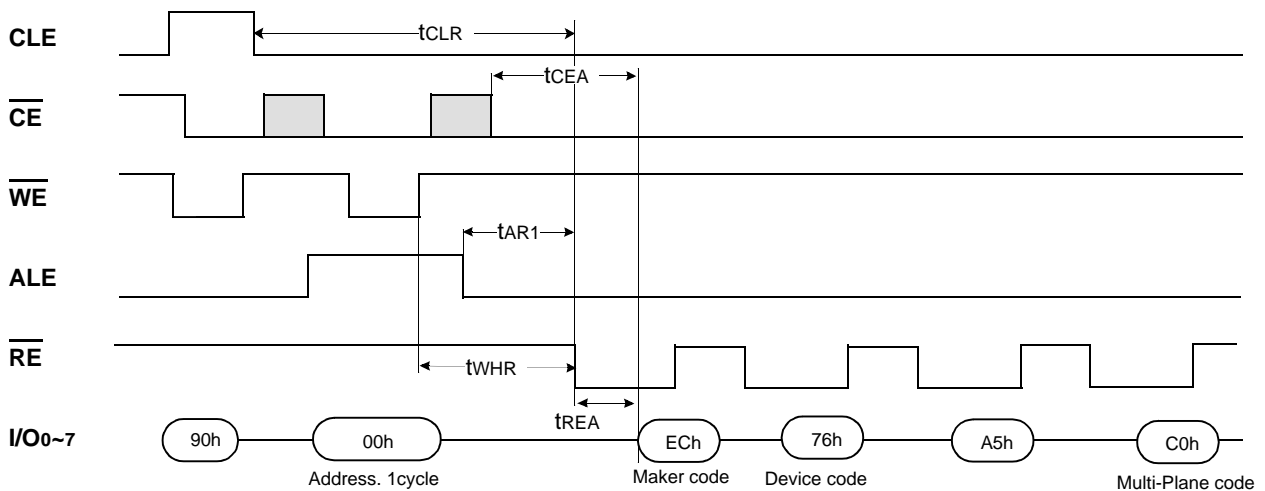 CLE
tCLR
tCEA
CE
WE
tAR1
ALE
RE
tWHR
tREA
I/O0~7
90h
00h
ECh
76h
A5h
C0h
Address. 1cycle
Maker code
Device code
Multi-Plane code